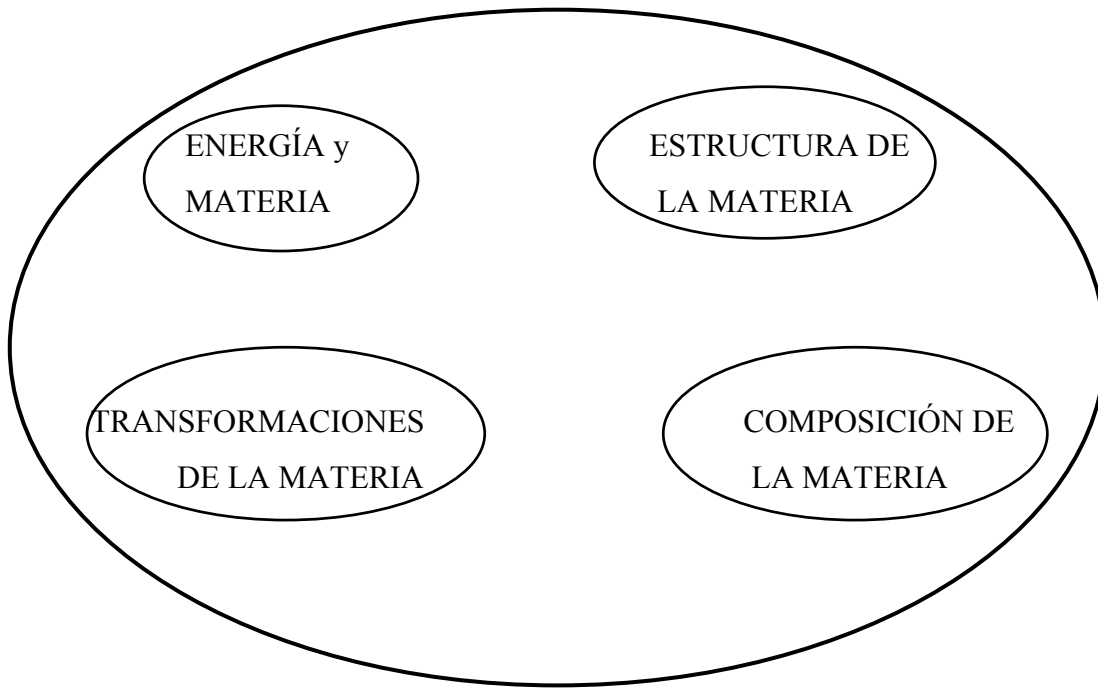 ENERGÍA y
MATERIA
ESTRUCTURA DE
LA MATERIA
TRANSFORMACIONES
DE LA MATERIA
COMPOSICIÓN DE
LA MATERIA